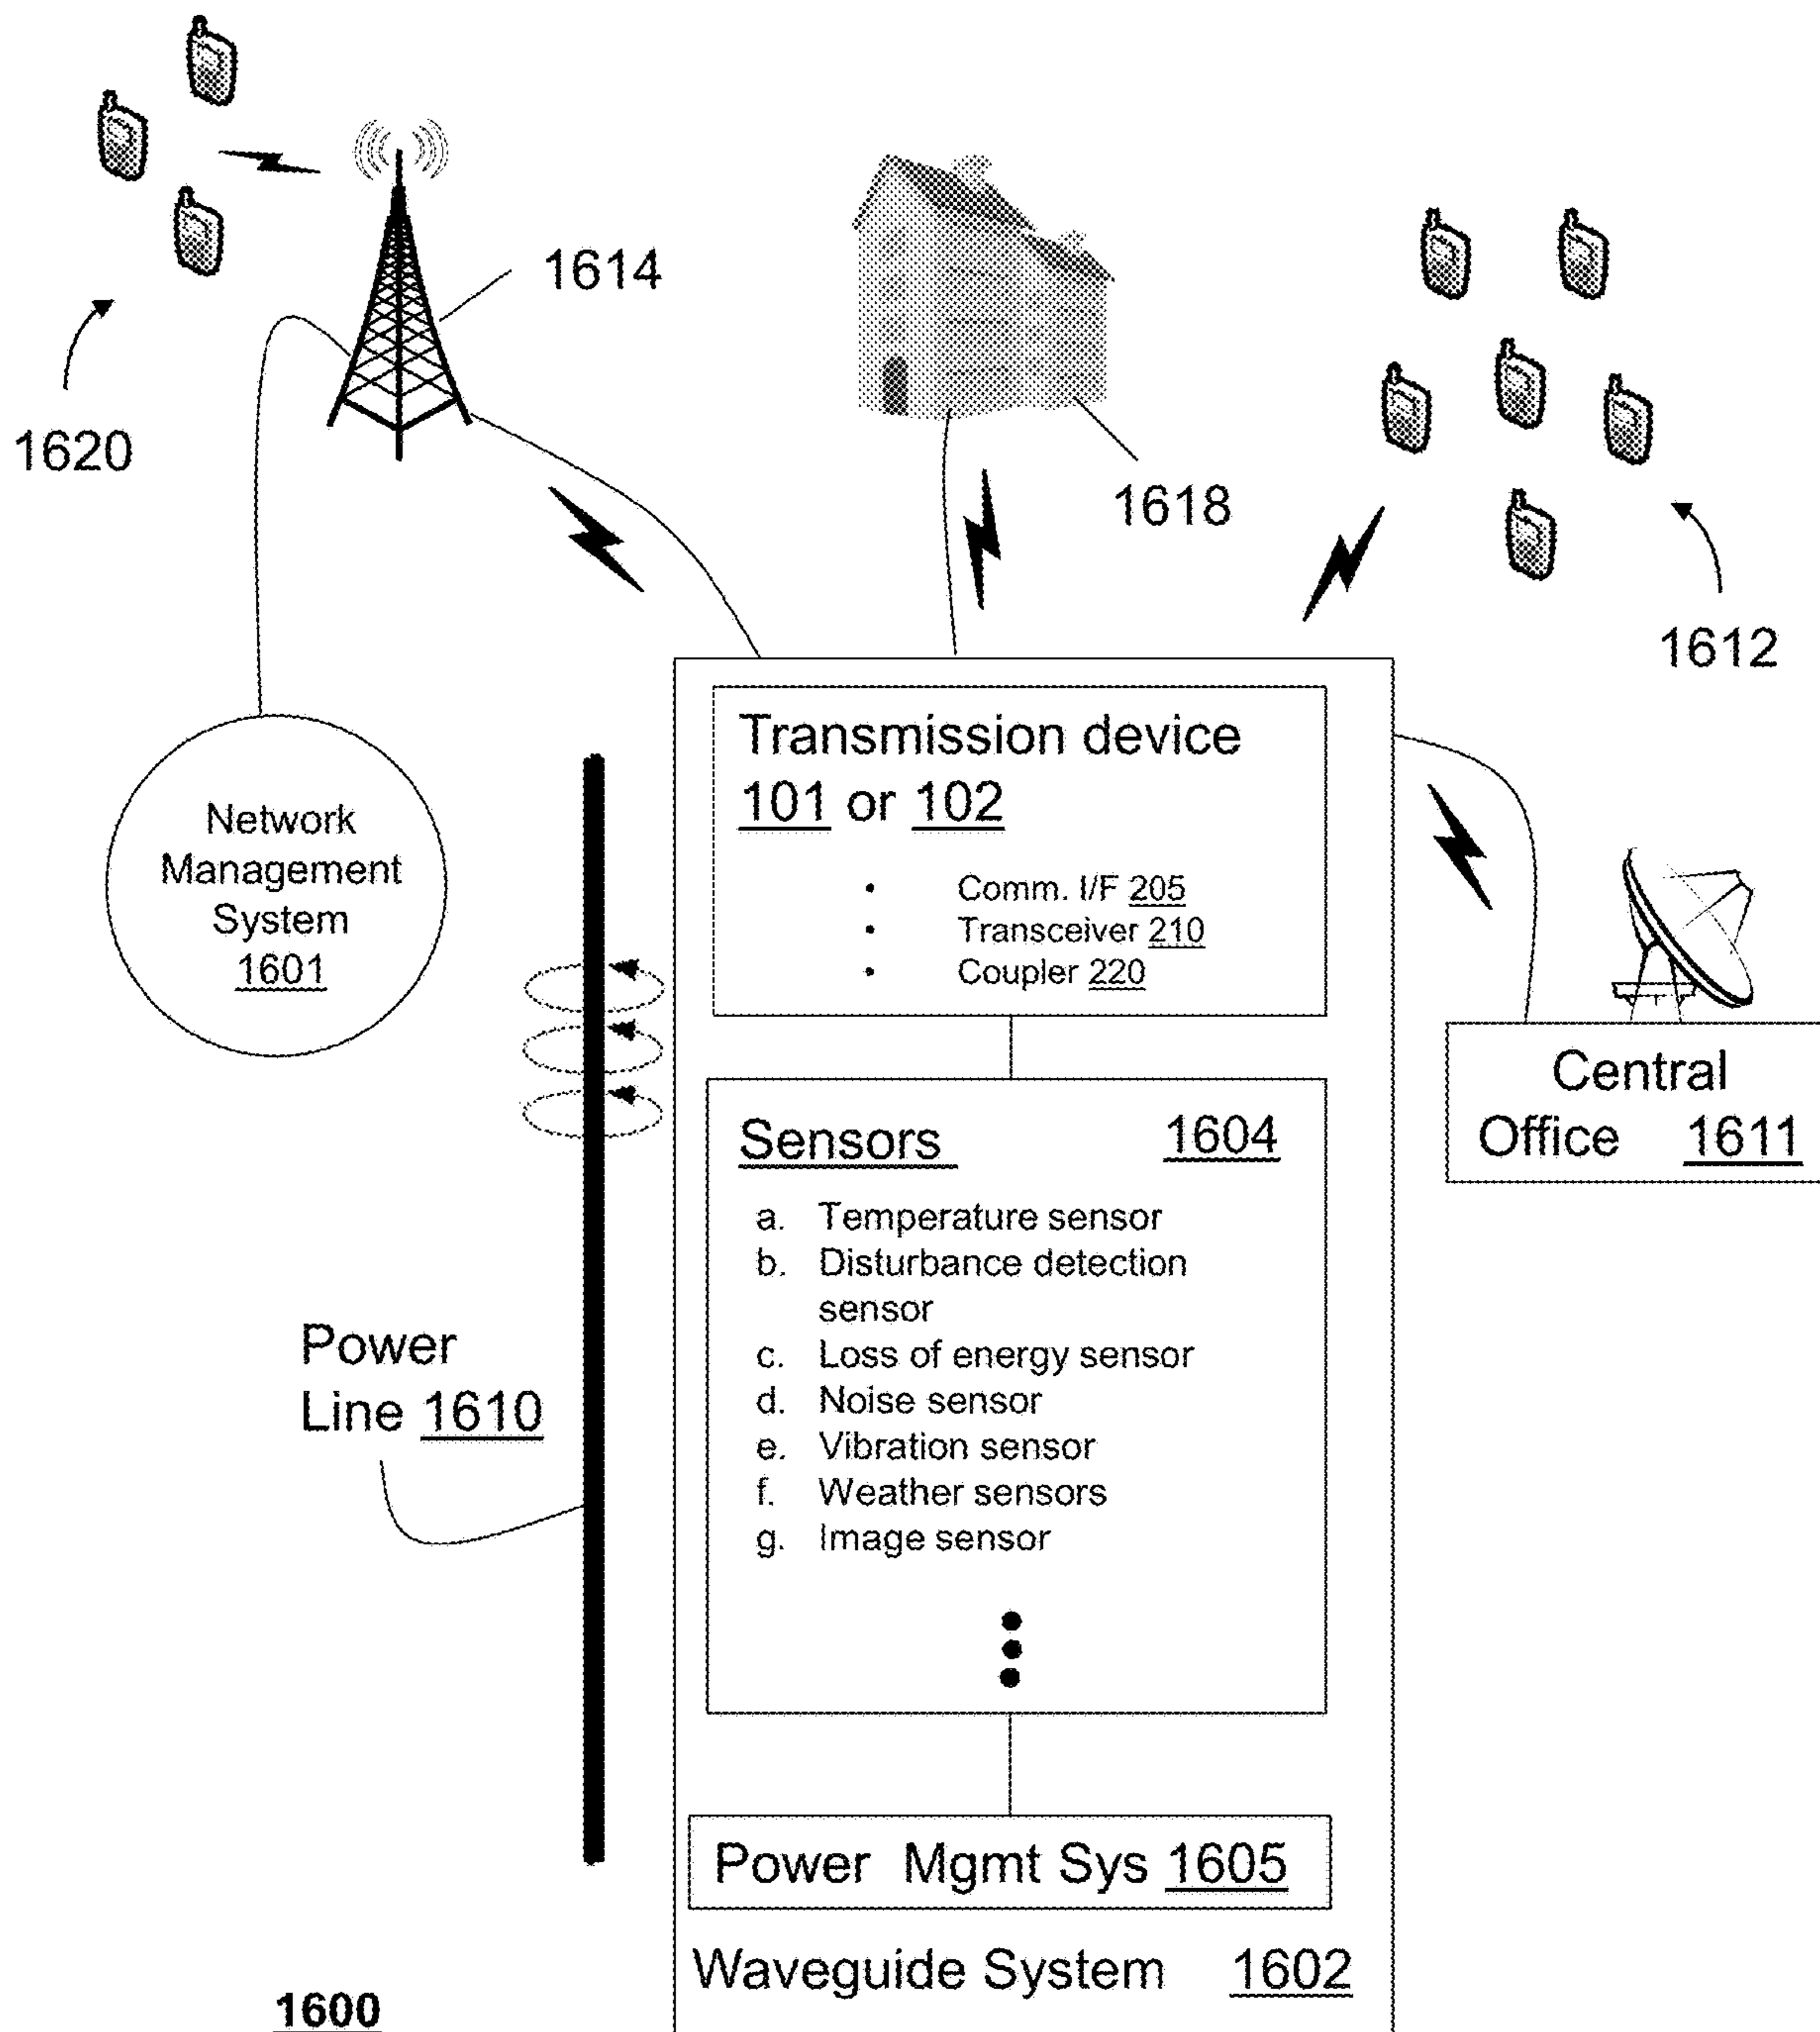 1614
1620
1618
1612
Transmission device
101 or 102
• Comm. I/F 205
• Transceiver 210
• Coupler 220
Network
Management
System
1601
Central
Office 1611
Sensors 1604
a. Temperature sensor
b. Disturbance detection
sensor
c. Loss of energy sensor
d. Noise sensor
e. Vibration sensor
f. Weather sensors
g. Image sensor
Power
Line 1610
Power Mgmt Sys 1605
Waveguide System 1602
1600